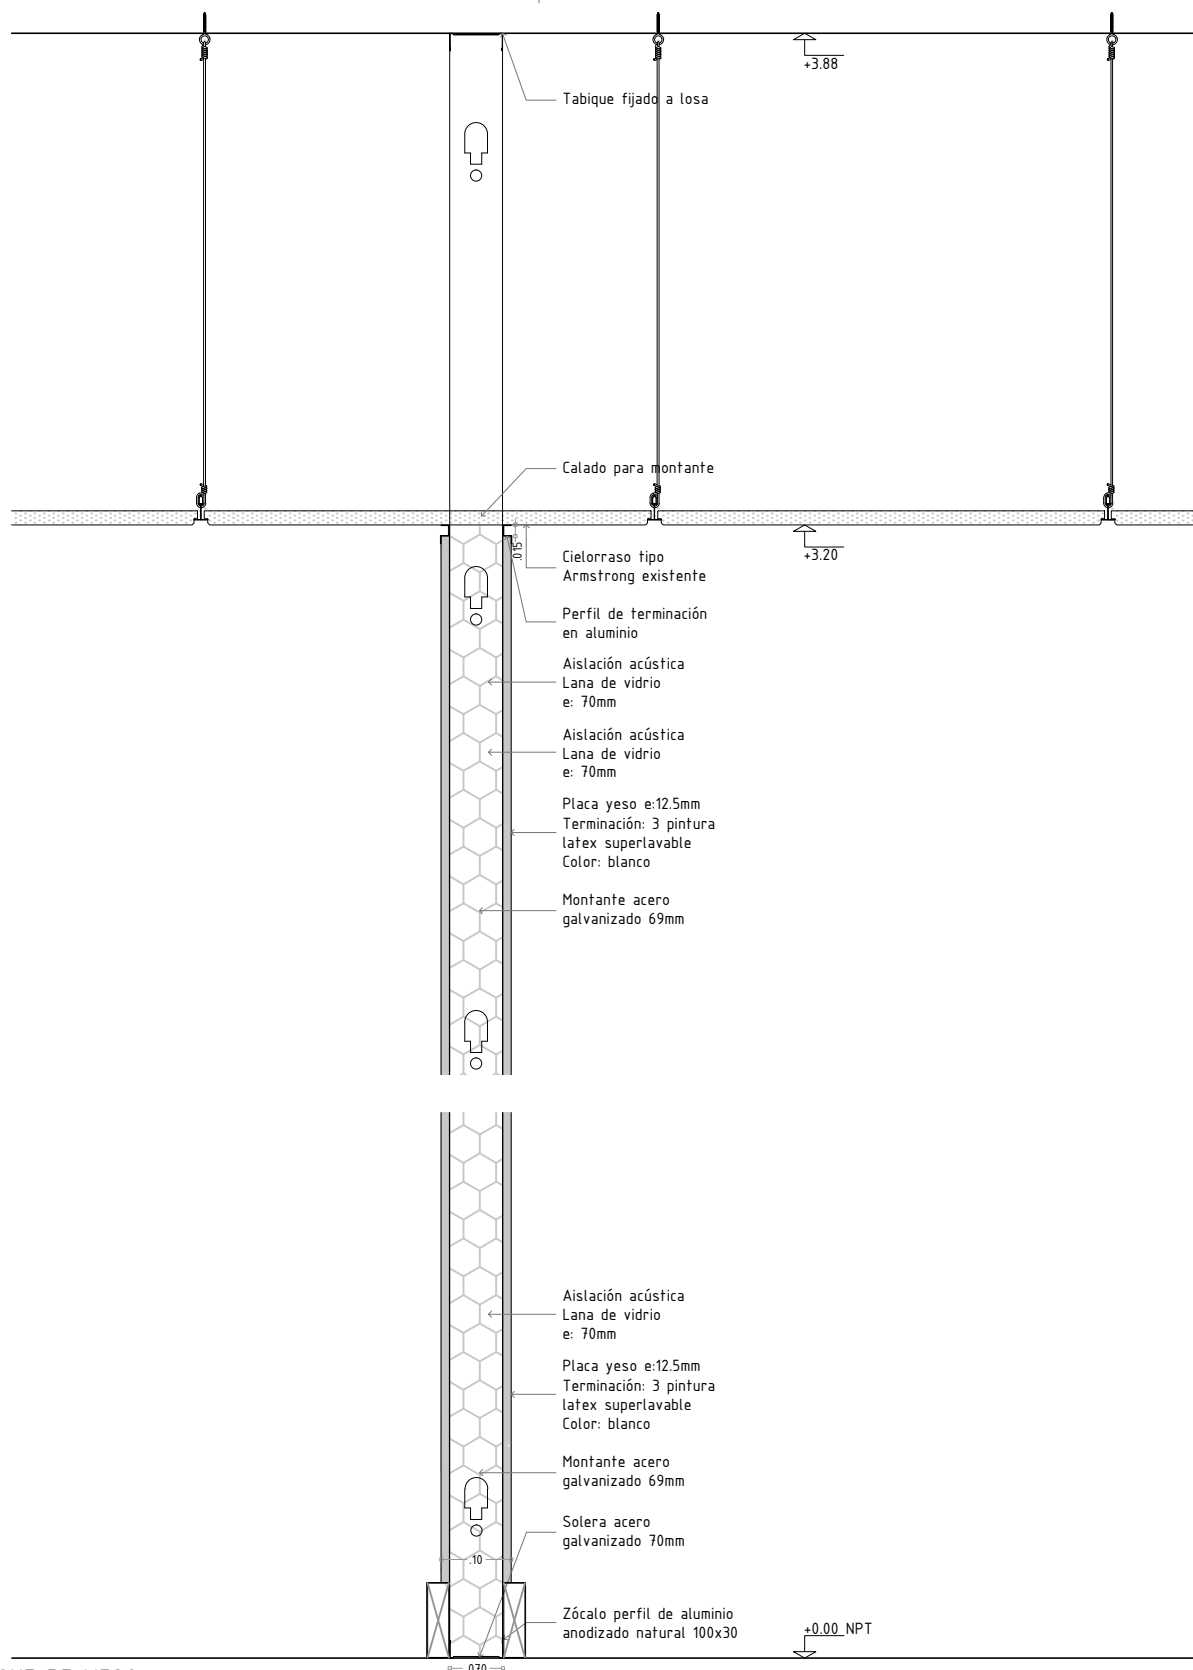 +3.88
Tabique fijado a losa
Calado para montante
+3.20
.015
Cielorraso tipo
Armstrong existente
Perfil de terminación
en aluminio
Aislación acústica
Lana de vidrio
e: 70mm
Aislación acústica
Lana de vidrio
e: 70mm
Placa yeso e:12.5mm
Terminación: 3 pintura
latex superlavable
Color: blanco
Montante acero
galvanizado 69mm
Aislación acústica
Lana de vidrio
e: 70mm
Placa yeso e:12.5mm
Terminación: 3 pintura
latex superlavable
Color: blanco
Montante acero
galvanizado 69mm
Solera acero
galvanizado 70mm
.10
Zócalo perfil de aluminio
anodizado natural 100x30
+0.00 NPT
.070